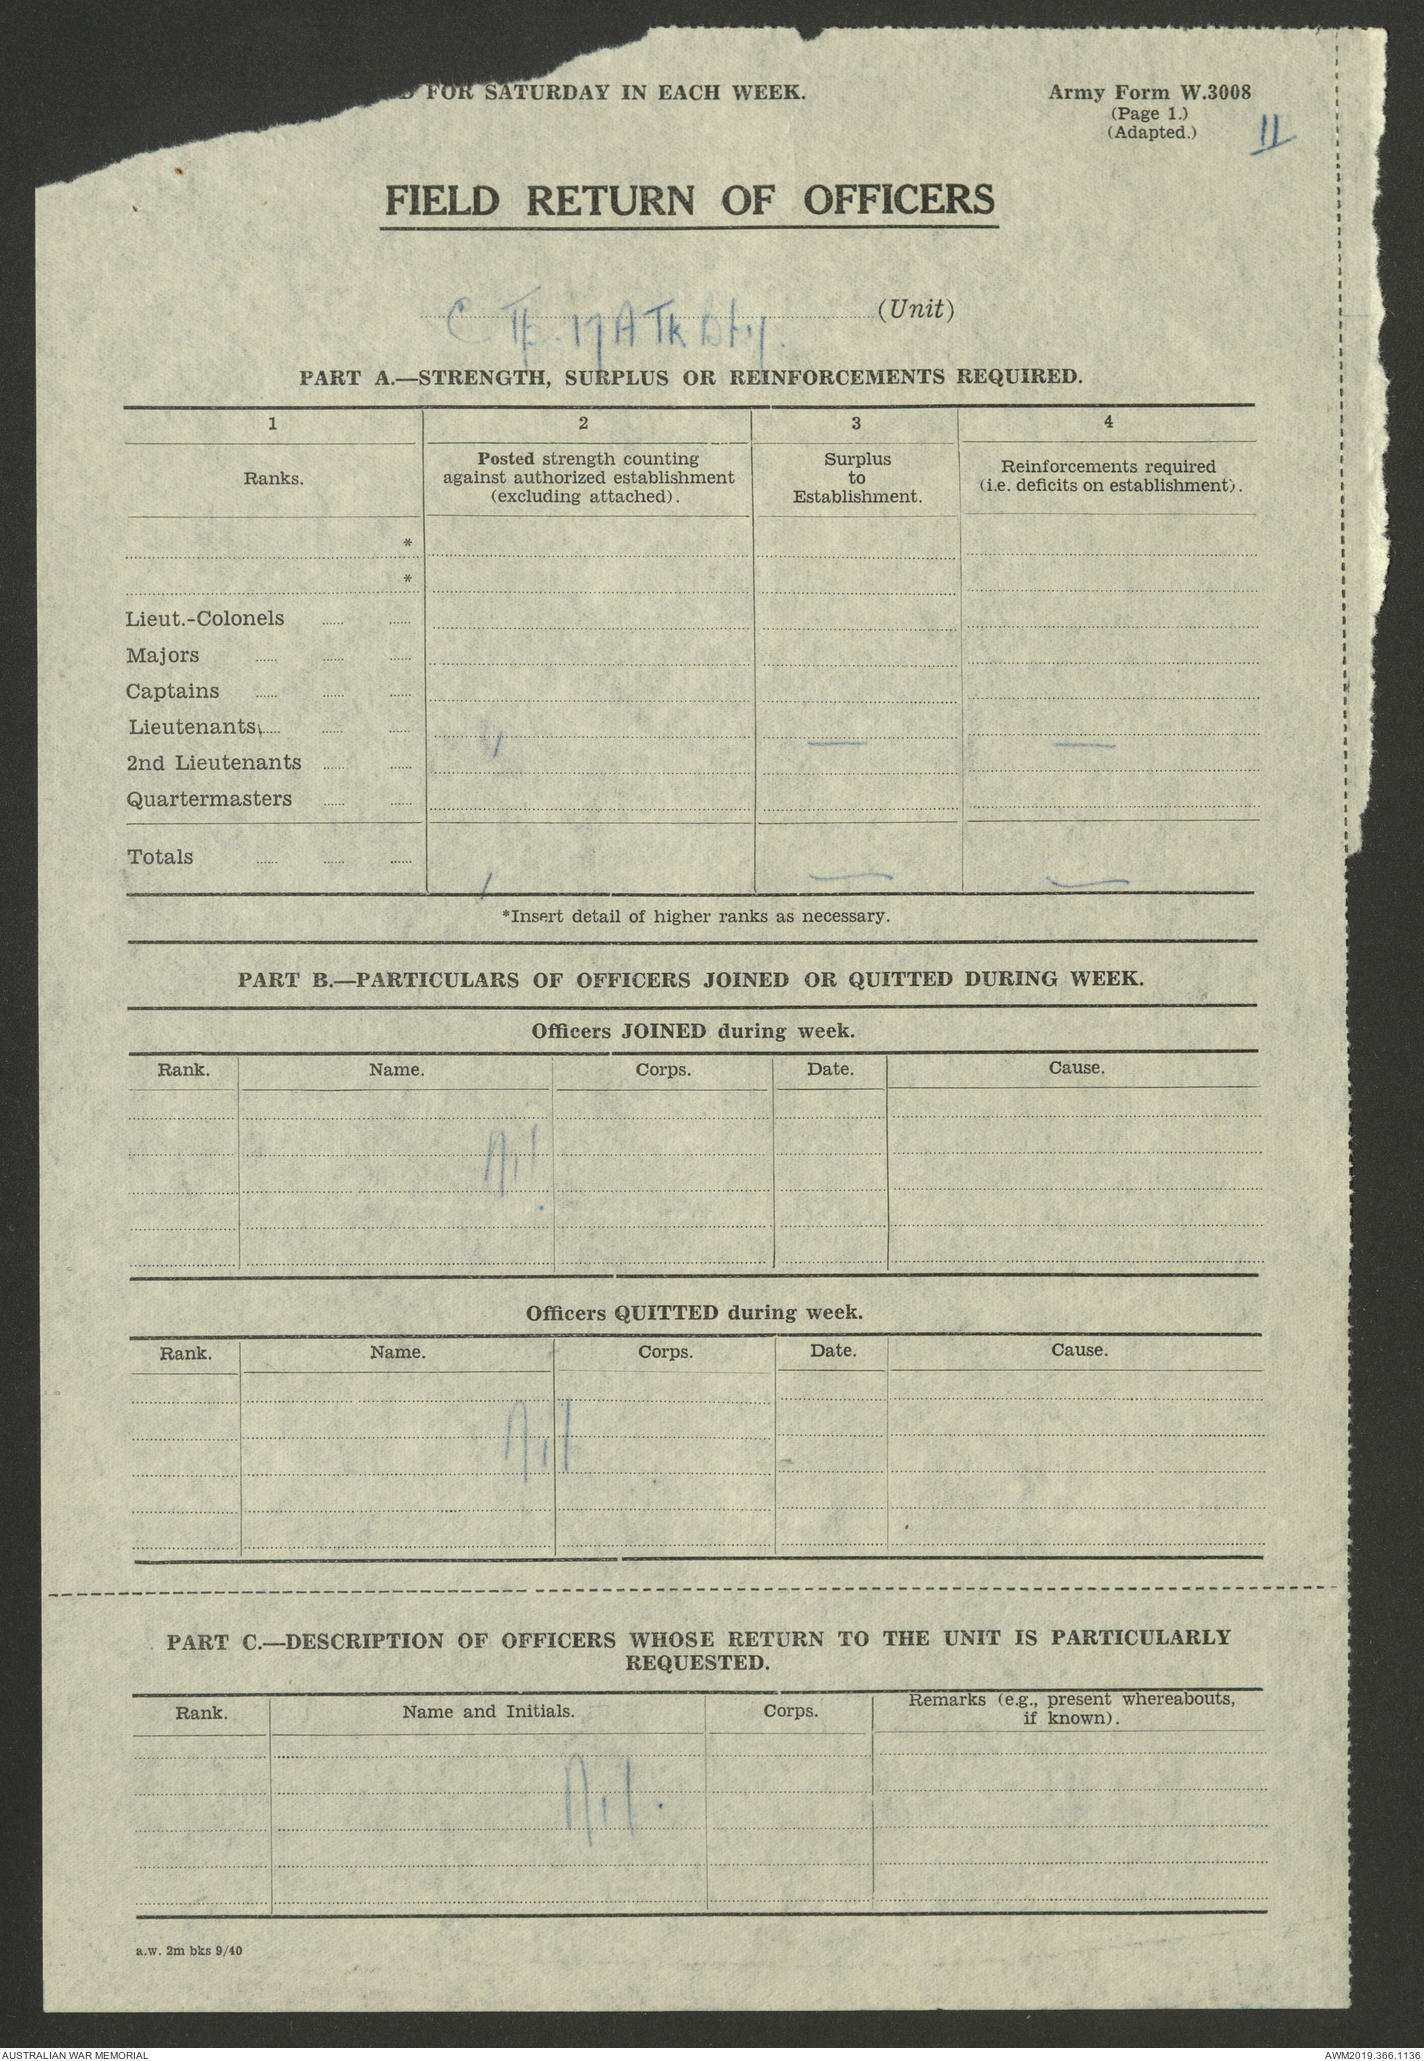 D FOR SATURDAY IN EACH WEEK.
Army Form W.3008
(Page 1.)
(Adapted.)
11
FIELD RETURN OF OFFICERS
C Tp. 17 A Tk Bty. (Unit)
PART A.—STRENGTH, SURPLUS OR REINFORCEMENTS REQUIRED.
1 2 3 4
Ranks.
Posted strength counting
against authorized establishment
(excluding attached).
Surplus
to
Establishment.
Reinforcements required
(i.e. deficits on establishment).
*
*
Lieut.-Colonels
Majors
Captains
Lieutenants 1 — —
2nd Lieutenants
Quartermasters
Totals 1 — —
*Insert detail of higher ranks as necessary.
PART B.—PARTICULARS OF OFFICERS JOINED OR QUITTED DURING WEEK.
Officers JOINED during week.
Rank. Name. Corps. Date. Cause.
Nil.
Officers QUITTED during week.
Rank. Name. Corps. Date. Cause.
Nil.
PART C.—DESCRIPTION OF OFFICERS WHOSE RETURN TO THE UNIT IS PARTICULARLY
REQUESTED.
Rank. Name and Initials. Corps.
Remarks (e.g., present whereabouts,
if known).
Nil.
a.w. 2m bks 9/40
AUSTRALIAN WAR MEMORIAL
AWM2019.366.1136